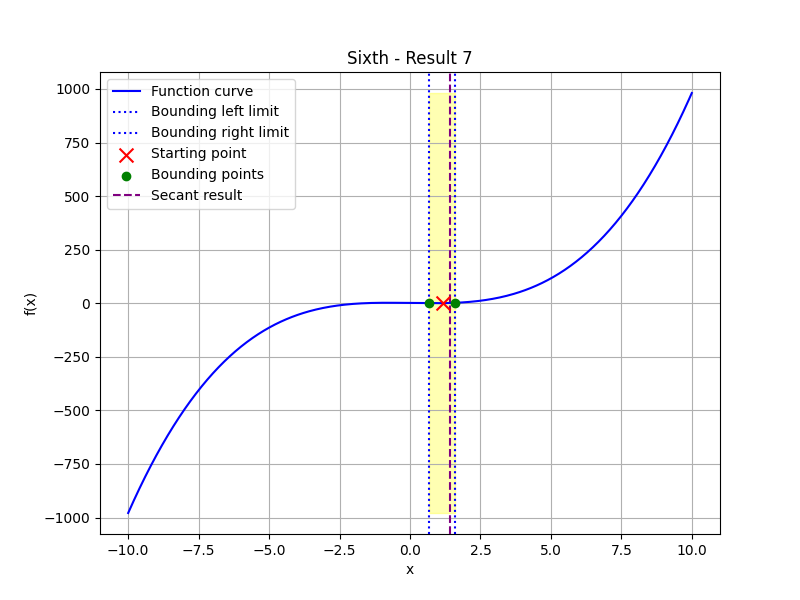 Sixth - Result 7
Function curve
Bounding left limit
Bounding right limit
Starting point
Bounding points
Secant result
1000
750
500
250
0
−250
−500
−750
−1000
f(x)
−10.0 −7.5 −5.0 −2.5 0.0 2.5 5.0 7.5 10.0
x